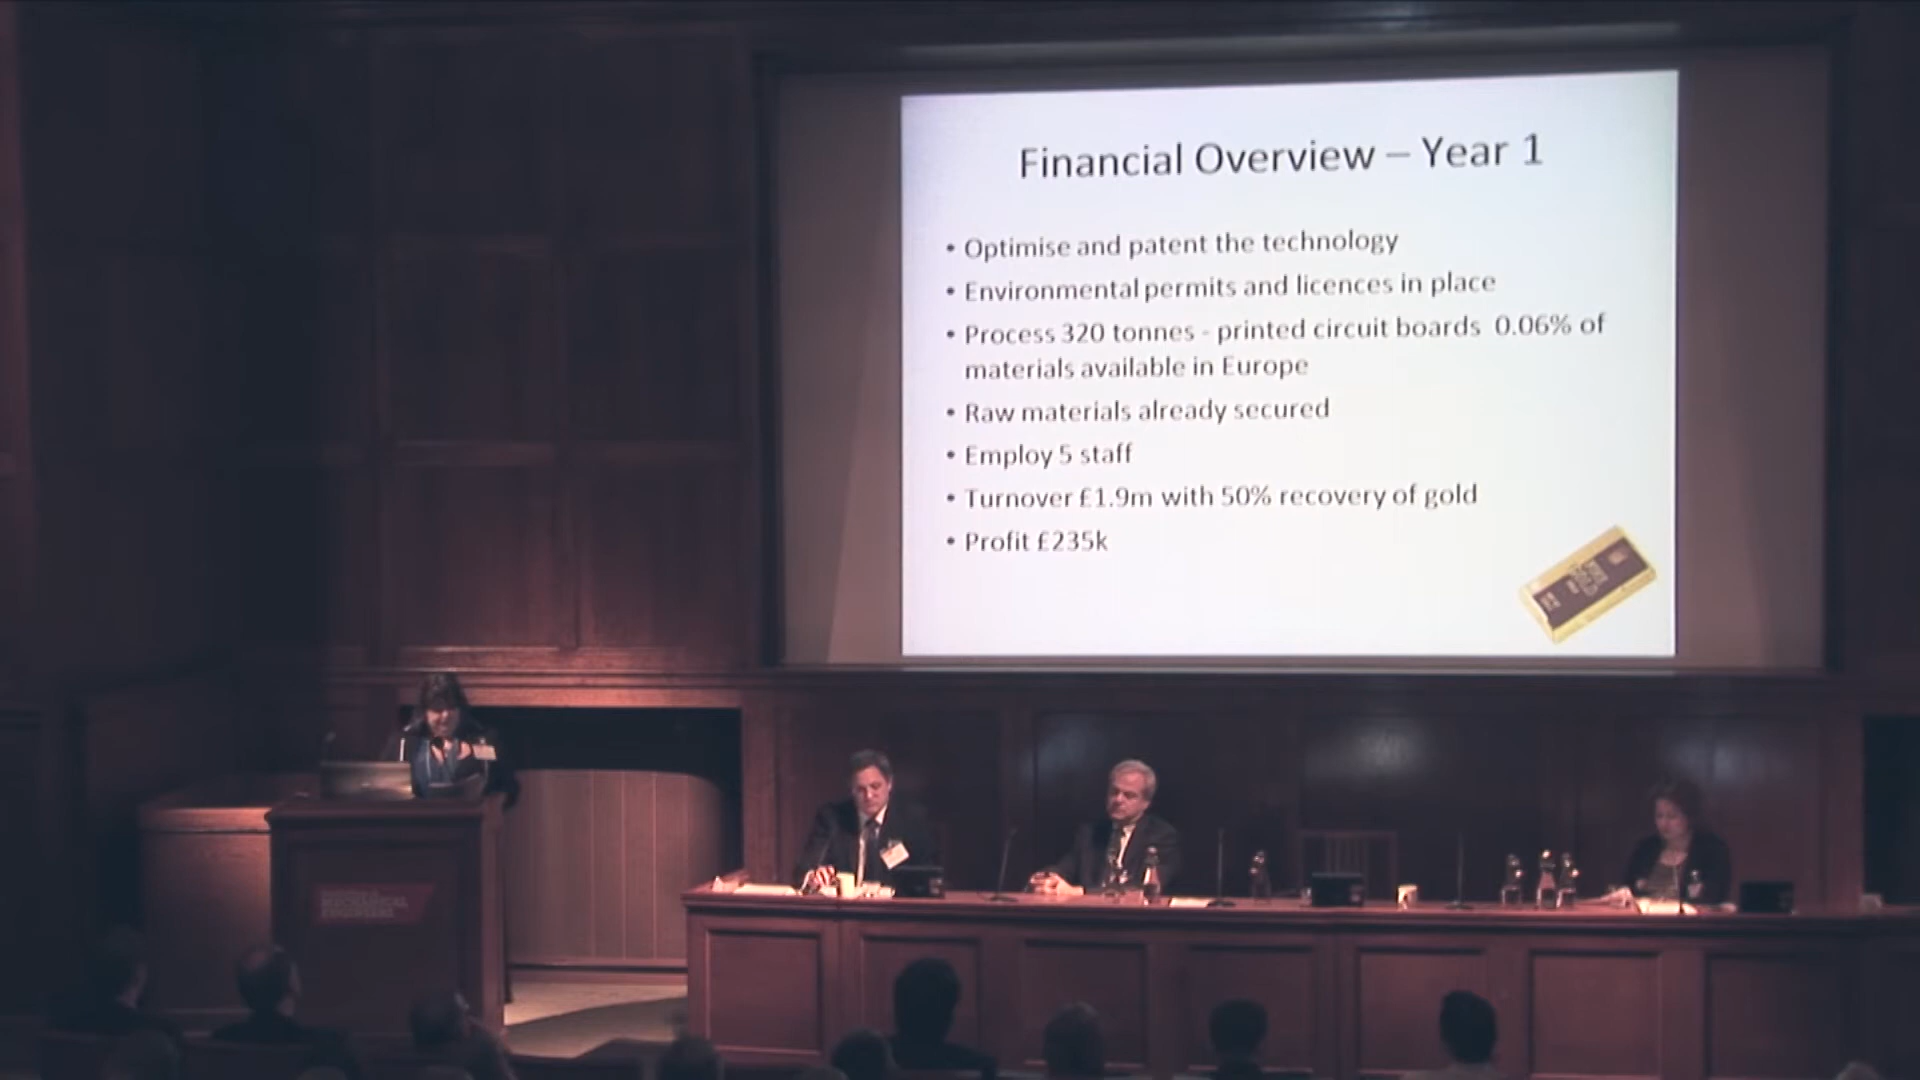 Financial Overview – Year 1
• Optimise and patent the technology
• Environmental permits and licences in place
• Process 320 tonnes - printed circuit boards 0.06% of
materials available in Europe
• Raw materials already secured
• Employ 5 staff
• Turnover £1.9m with 50% recovery of gold
• Profit £235k
MECHANICAL
ENGINEERS